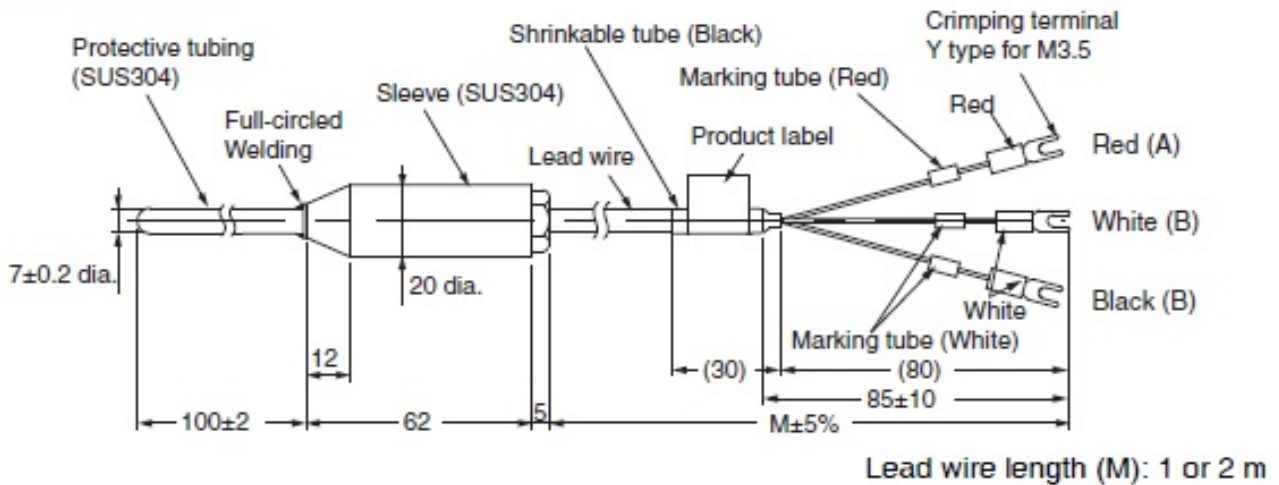 Protective tubing
(SUS304)
Full-circled
Welding
Sleeve (SUS304)
Shrinkable tube (Black)
Lead wire
Product label
Marking tube (Red)
Red
Crimping terminal
Y type for M3.5
Red (A)
White (B)
Black (B)
White
Marking tube (White)
7±0.2 dia.
20 dia.
12
(30)
(80)
85±10
100±2
62
5
M±5%
Lead wire length (M): 1 or 2 m